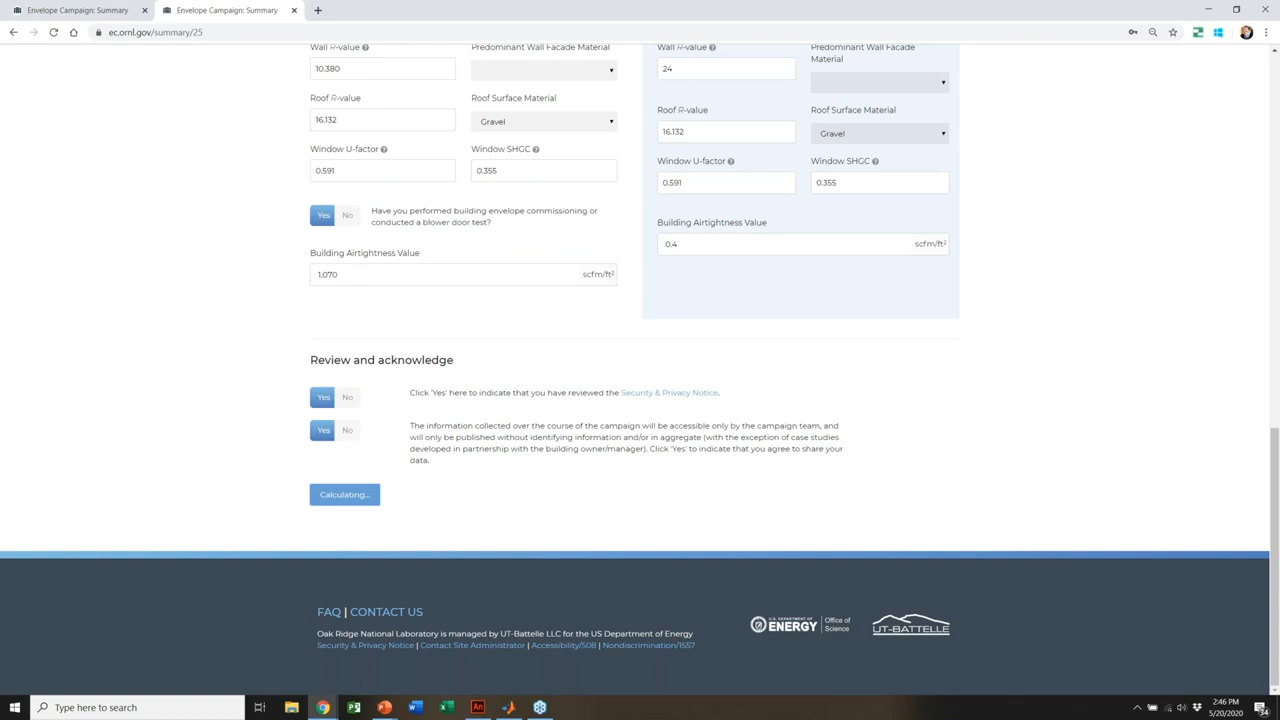 Envelope Campaign: Summary
Envelope Campaign: Summary
ec.ornl.gov/summary/25
Wall R-value
Predominant Wall Facade Material
10.380
Roof R-value
Roof Surface Material
16.132
Gravel
Window U-factor
Window SHGC
0.591
0.355
Yes No
Have you performed building envelope commissioning or
conducted a blower door test?
Building Airtightness Value
1.070
scfm/ft²
Wall R-value
Predominant Wall Facade
Material
24
Roof R-value
Roof Surface Material
16.132
Gravel
Window U-factor
Window SHGC
0.591
0.355
Building Airtightness Value
0.4
scfm/ft²
Review and acknowledge
Yes No
Click 'Yes' here to indicate that you have reviewed the Security & Privacy Notice.
Yes No
The information collected over the course of the campaign will be accessible only by the campaign team, and
will only be published without identifying information and/or in aggregate (with the exception of case studies
developed in partnership with the building owner/manager). Click 'Yes' to indicate that you agree to share your
data.
Calculating...
FAQ | CONTACT US
Oak Ridge National Laboratory is managed by UT-Battelle LLC for the US Department of Energy
Security & Privacy Notice | Contact Site Administrator | Accessibility/508 | Nondiscrimination/1557
U.S. DEPARTMENT OF
ENERGY
Office of
Science
UT-BATTELLE
Type here to search
2:46 PM
5/20/2020
34